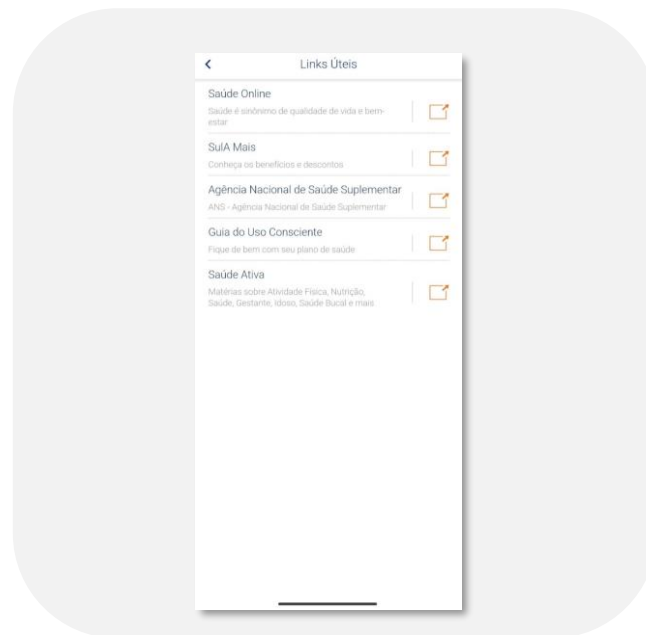 Links Úteis
Saúde Online
Saúde é sinônimo de qualidade de vida e bem-
estar
SulA Mais
Conheça os benefícios e descontos
Agência Nacional de Saúde Suplementar
ANS - Agência Nacional de Saúde Suplementar
Guia do Uso Consciente
Fique de bem com seu plano de saúde
Saúde Ativa
Matérias sobre Atividade Física, Nutrição,
Saúde, Gestante, Idoso, Saúde Bucal e mais